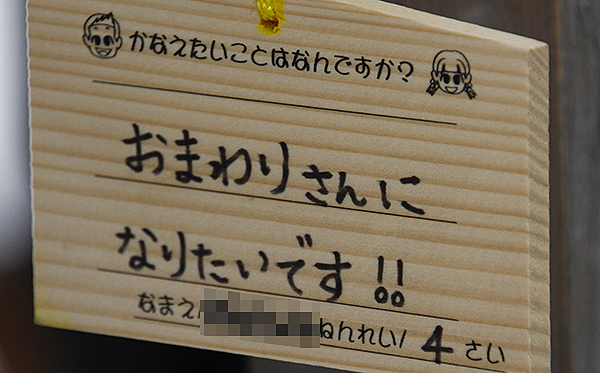 かなえたいことはなんですか?
おまわりさんに
なりたいです!!
なまえ/ ねんれい/ 4 さい